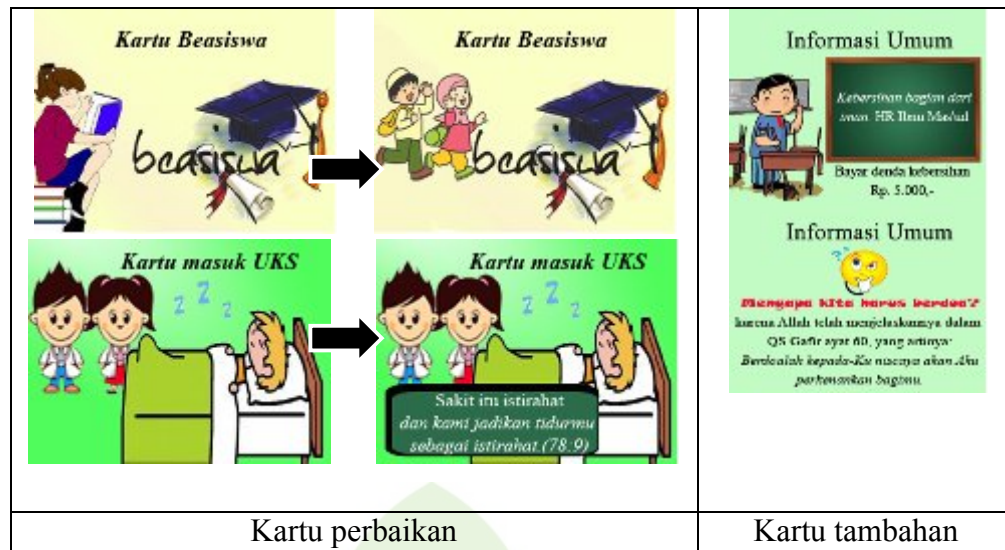 Kartu Beasiswa
beasiswa
Kartu Beasiswa
beasiswa
Kartu masuk UKS
z z z
Kartu masuk UKS
z z z
Sakit itu istirahat
dan kami jadikan tidurmu
sebagai istirahat (78:9)
Informasi Umum
Kebersihan bagian dari
iman. HR Ibnu Mas'ud
Bayar denda kebersihan
Rp. 5.000,-
Informasi Umum
Mengapa kita harus berdoa?
karena Allah telah menjelaskannya dalam
QS Gafir ayat 60, yang artinya:
Berdoalah kepada-Ku niscaya akan Aku
perkenankan bagimu.
Kartu perbaikan
Kartu tambahan